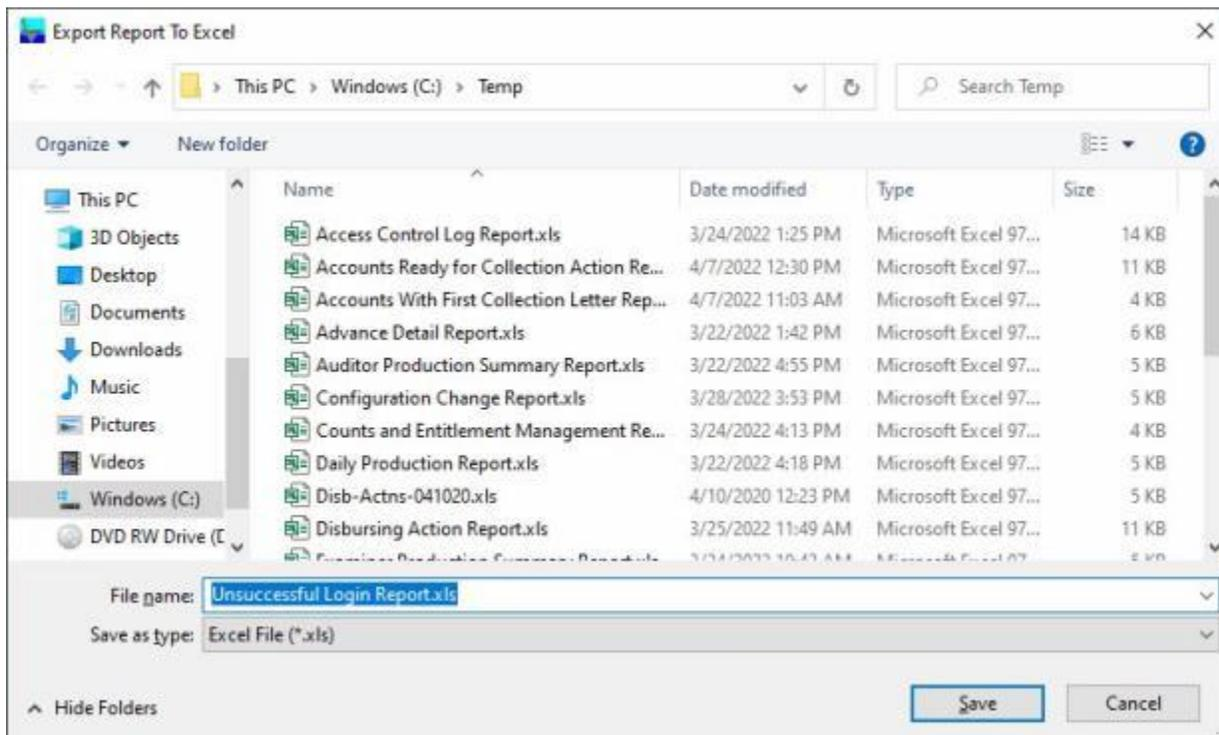 Export Report To Excel
This PC > Windows (C:) > Temp
Search Temp
Organize
New folder
Name Date modified Type Size
This PC
3D Objects
Desktop
Documents
Downloads
Music
Pictures
Videos
Windows (C:)
DVD RW Drive (D
Access Control Log Report.xls 3/24/2022 1:25 PM Microsoft Excel 97... 14 KB
Accounts Ready for Collection Action Re... 4/7/2022 12:30 PM Microsoft Excel 97... 11 KB
Accounts With First Collection Letter Rep... 4/7/2022 11:03 AM Microsoft Excel 97... 4 KB
Advance Detail Report.xls 3/22/2022 1:42 PM Microsoft Excel 97... 6 KB
Auditor Production Summary Report.xls 3/22/2022 4:55 PM Microsoft Excel 97... 5 KB
Configuration Change Report.xls 3/28/2022 3:53 PM Microsoft Excel 97... 5 KB
Counts and Entitlement Management Re... 3/24/2022 4:13 PM Microsoft Excel 97... 4 KB
Daily Production Report.xls 3/22/2022 4:18 PM Microsoft Excel 97... 5 KB
Disb-Actns-041020.xls 4/10/2020 12:23 PM Microsoft Excel 97... 5 KB
Disbursing Action Report.xls 3/25/2022 11:49 AM Microsoft Excel 97... 11 KB
File name: Unsuccessful Login Report.xls
Save as type: Excel File (*.xls)
Hide Folders
Save
Cancel